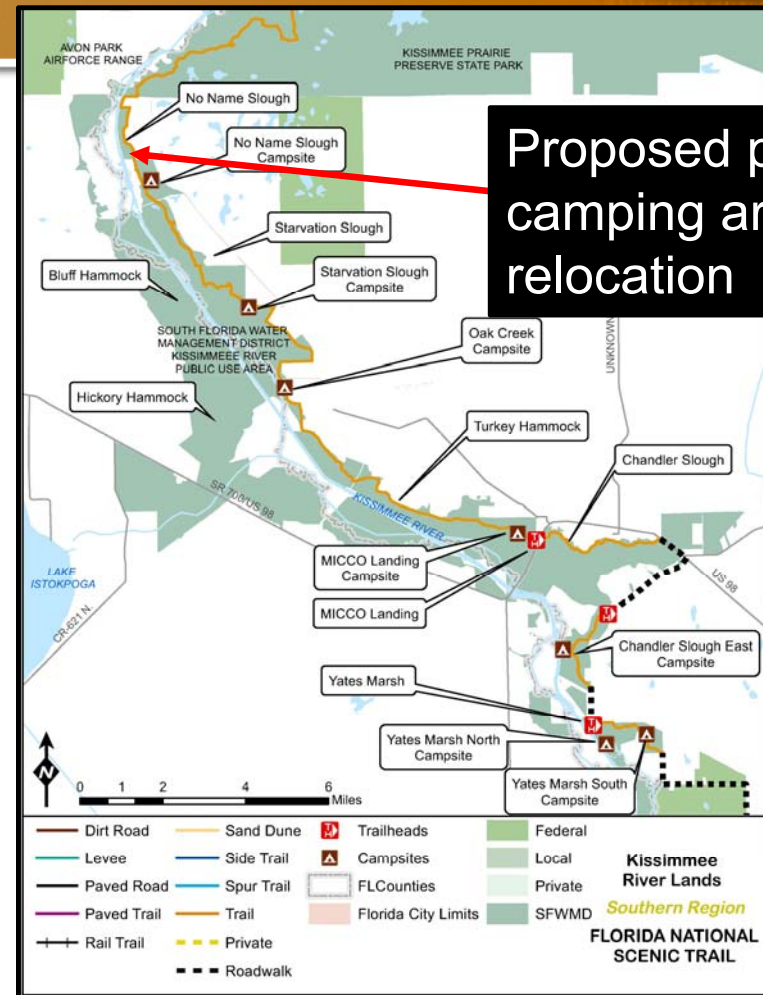 AVON PARK
AIRFORCE RANGE
KISSIMMEE PRAIRIE
PRESERVE STATE PARK
No Name Slough
No Name Slough
Campsite
Proposed p
camping ar
relocation
Starvation Slough
Bluff Hammock
Starvation Slough
Campsite
SOUTH FLORIDA WATER
MANAGEMENT DISTRICT
KISSIMMEEE RIVER
PUBLIC USE AREA
Oak Creek
Campsite
UNKNOWN
Hickory Hammock
Turkey Hammock
Chandler Slough
SR 700/US 98
KISSIMMEE RIVER
LAKE
ISTOKPOGA
CR-621 N.
MICCO Landing
Campsite
US 98
MICCO Landing
Chandler Slough East
Campsite
Yates Marsh
Yates Marsh North
Campsite
Yates Marsh South
Campsite
N
0 1 2 4 6
Miles
Dirt Road
Levee
Paved Road
Paved Trail
Rail Trail
Sand Dune
Side Trail
Spur Trail
Trail
Private
Roadwalk
Trailheads
Campsites
FLCounties
Florida City Limits
Federal
Local
Private
SFWMD
Kissimmee
River Lands
Southern Region
FLORIDA NATIONAL
SCENIC TRAIL